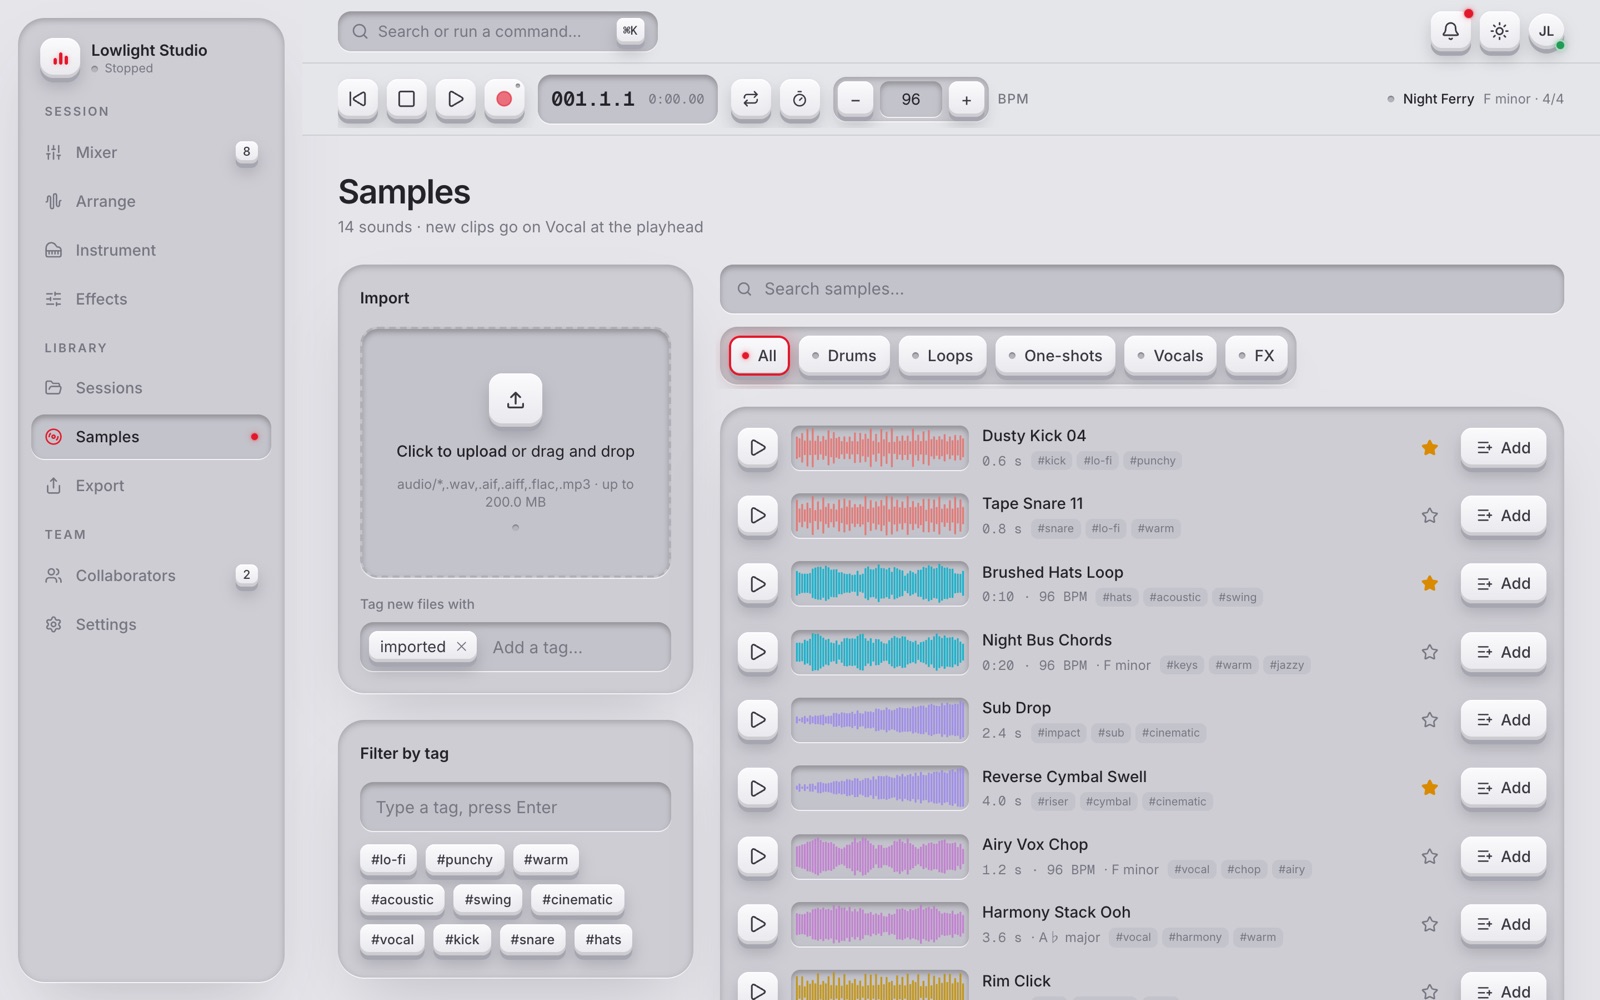 Lowlight Studio
Stopped
SESSION
Mixer 8
Arrange
Instrument
Effects
LIBRARY
Sessions
Samples
Export
TEAM
Collaborators 2
Settings
Search or run a command... ⌘K
JL
001.1.1 0:00.00
− 96 + BPM
Night Ferry F minor · 4/4
Samples
14 sounds · new clips go on Vocal at the playhead
Import
Click to upload or drag and drop
audio/*,.wav,.aif,.aiff,.flac,.mp3 · up to
200.0 MB
Tag new files with
imported Add a tag...
Filter by tag
Type a tag, press Enter
#lo-fi #punchy #warm
#acoustic #swing #cinematic
#vocal #kick #snare #hats
Search samples...
All Drums Loops One-shots Vocals FX
Dusty Kick 04
0.6 s #kick #lo-fi #punchy
Add
Tape Snare 11
0.8 s #snare #lo-fi #warm
Add
Brushed Hats Loop
0:10 · 96 BPM #hats #acoustic #swing
Add
Night Bus Chords
0:20 · 96 BPM · F minor #keys #warm #jazzy
Add
Sub Drop
2.4 s #impact #sub #cinematic
Add
Reverse Cymbal Swell
4.0 s #riser #cymbal #cinematic
Add
Airy Vox Chop
1.2 s · 96 BPM · F minor #vocal #chop #airy
Add
Harmony Stack Ooh
3.6 s · A♭ major #vocal #harmony #warm
Add
Rim Click
Add